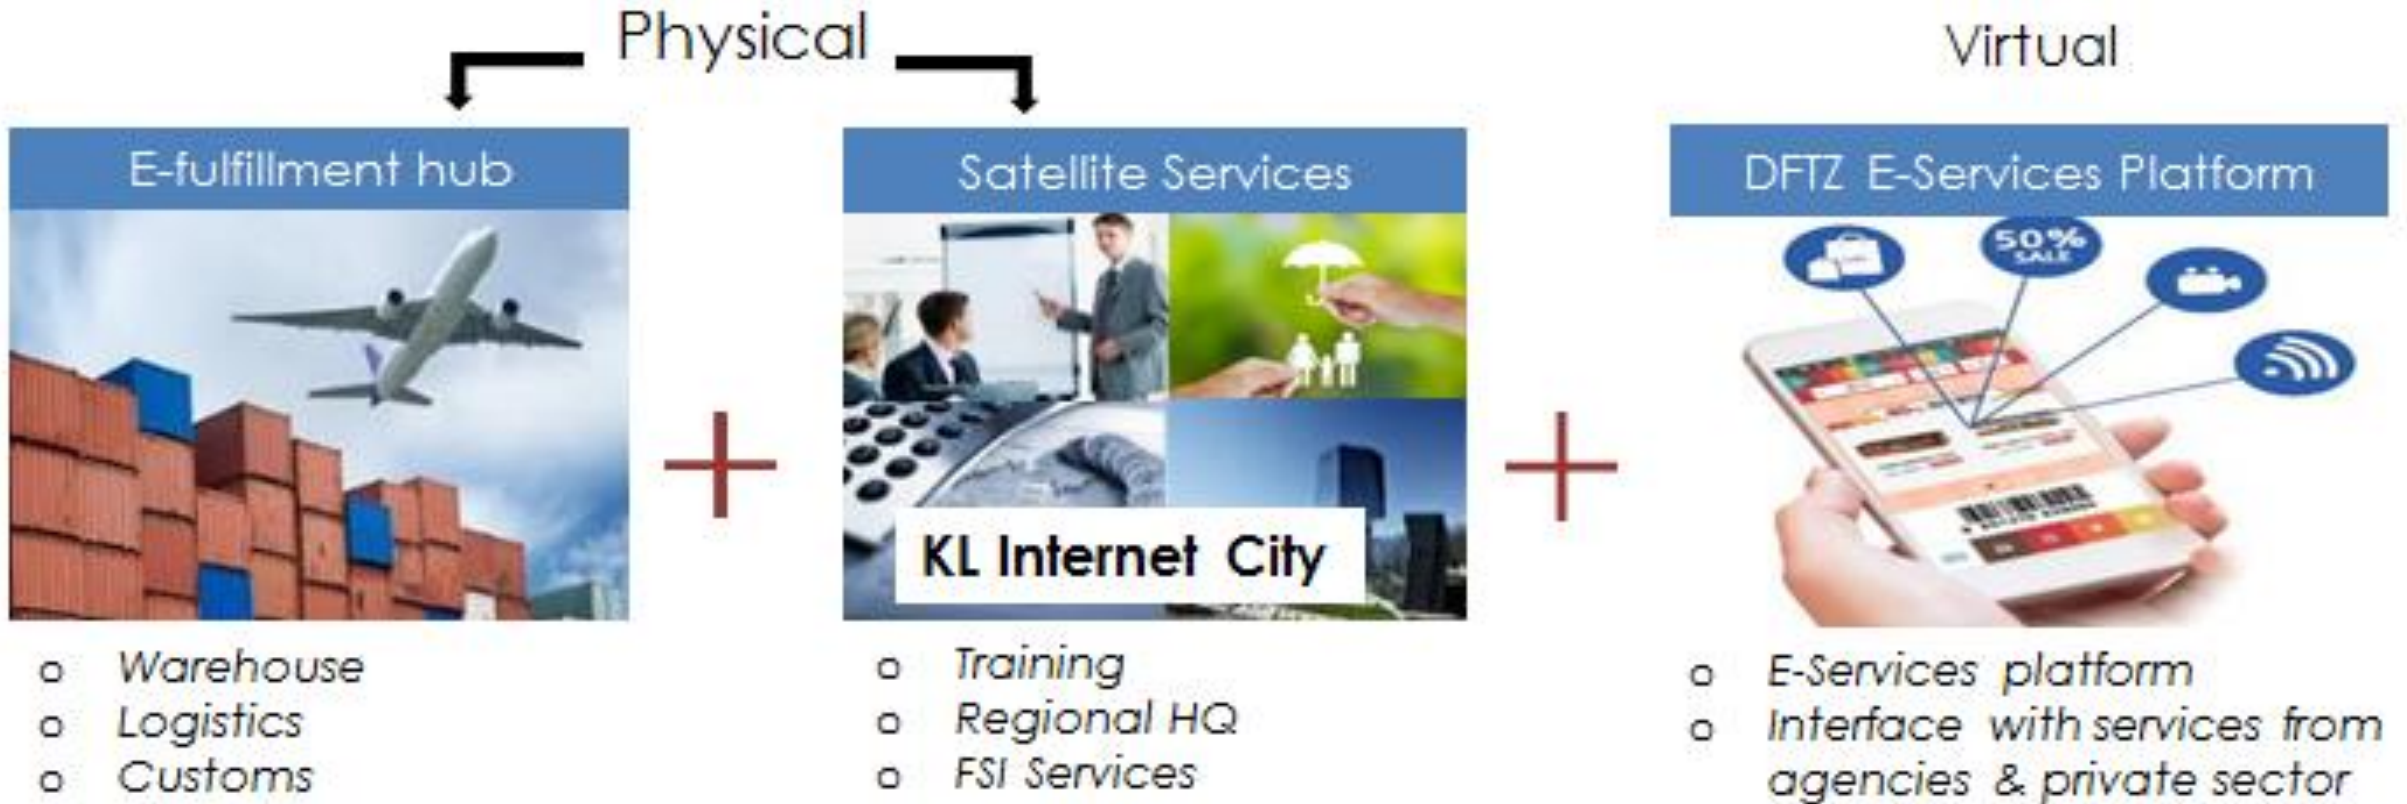 Physical
Virtual
E-fulfillment hub
Satellite Services
DFTZ E-Services Platform
50%
SALE
KL Internet City
o Warehouse
o Logistics
o Customs
o Training
o Regional HQ
o FSI Services
o E-Services platform
o Interface with services from
agencies & private sector